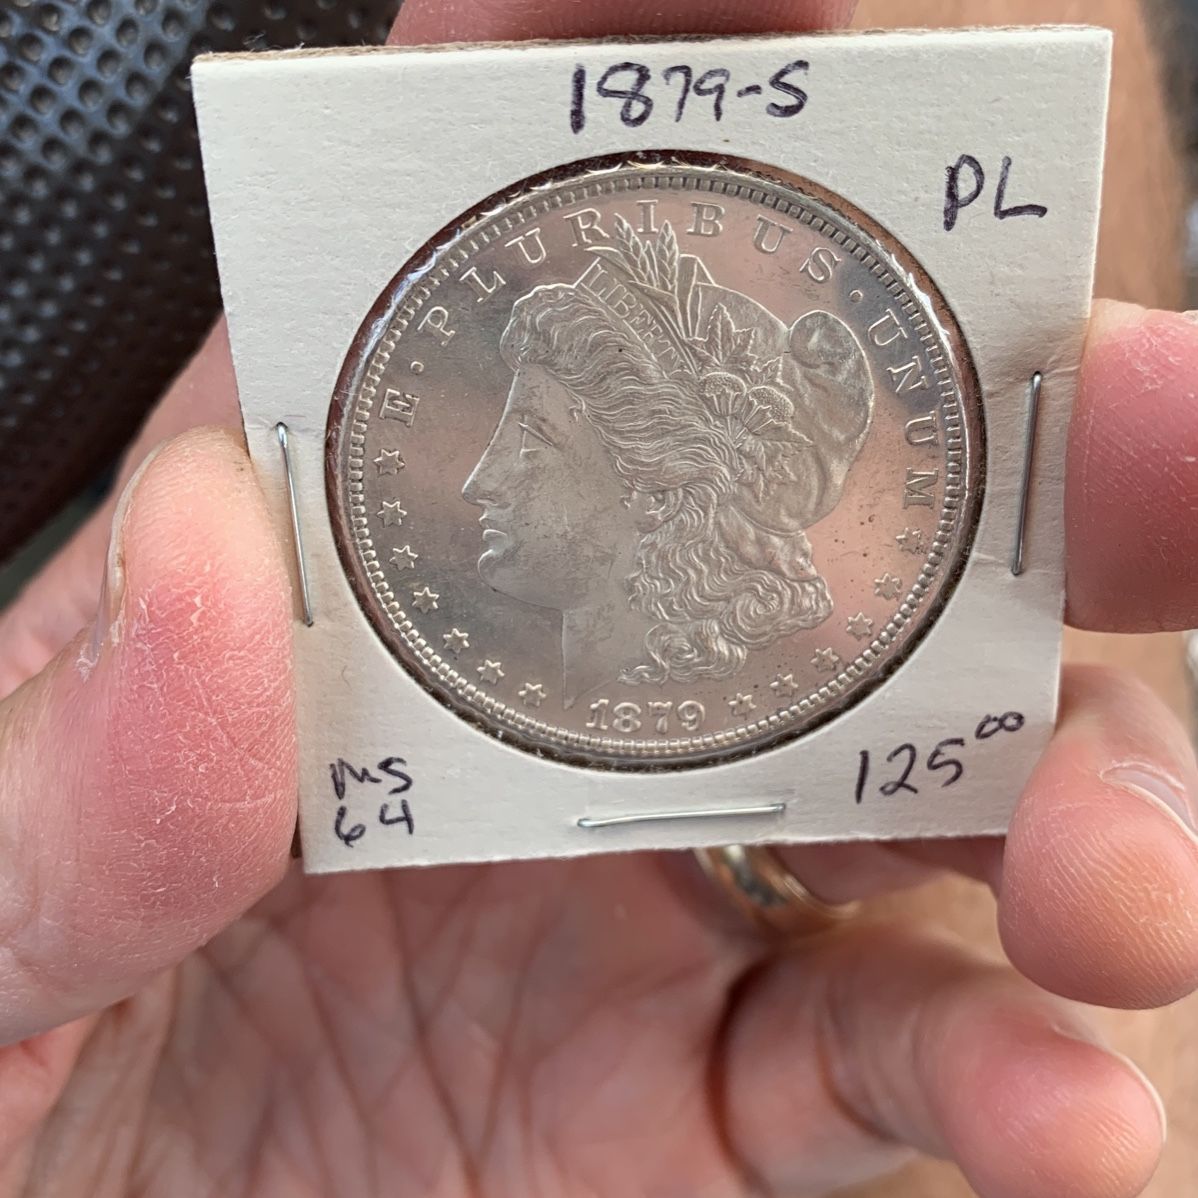 1879-S
PL
E · PLURIBUS · UNUM
LIBERTY
1879
MS
64
125⁰⁰